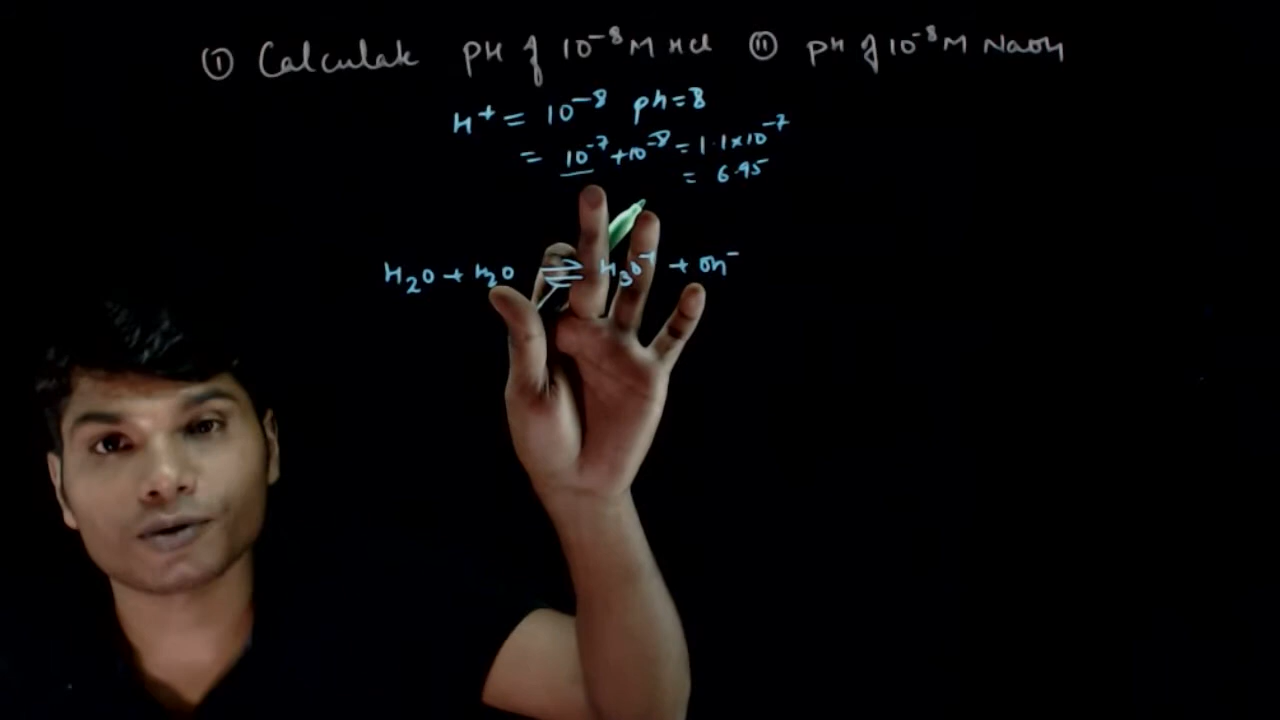 ① Calculate pH of 10⁻⁸ M HCl ⑪ pH of 10⁻⁸ M NaOH
H⁺ = 10⁻⁸ pH = 8
= 10⁻⁷ + 10⁻⁸ = 1.1 × 10⁻⁷
= 6.95
H₂O + H₂O ⇌ H₃O⁺ + OH⁻